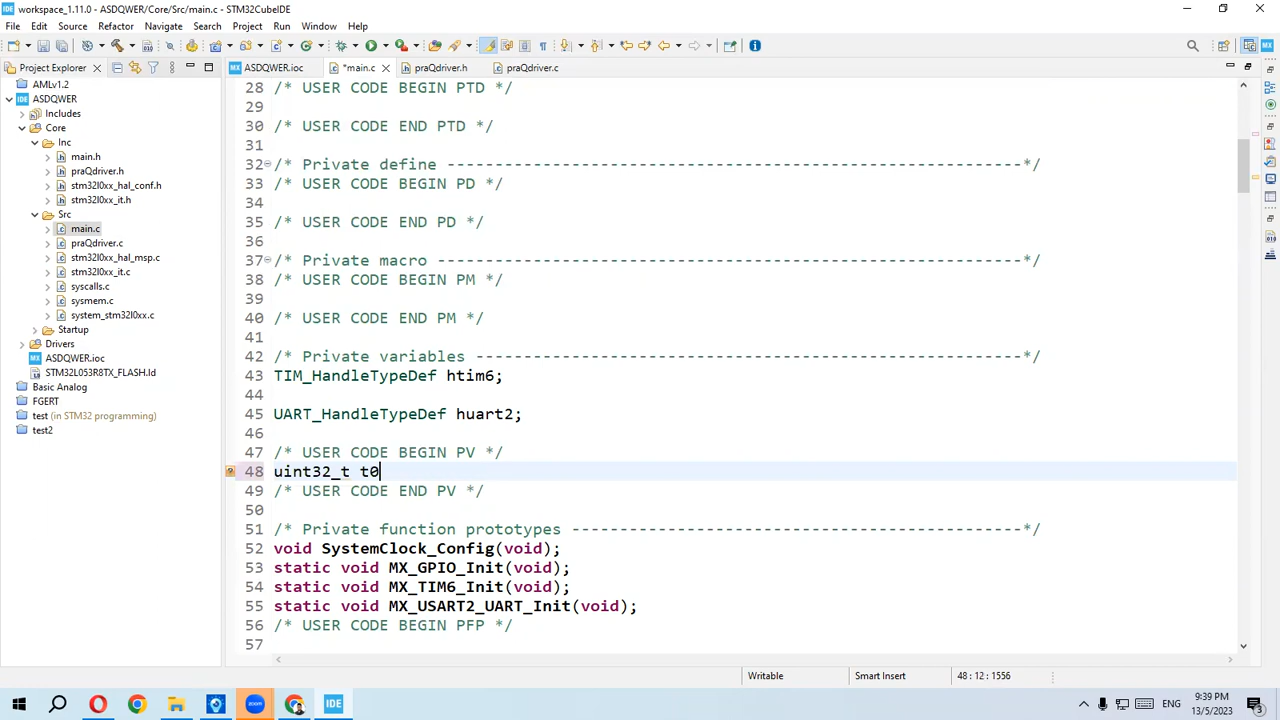 workspace_1.11.0 - ASDQWER/Core/Src/main.c - STM32CubeIDE
File Edit Source Refactor Navigate Search Project Run Window Help
Project Explorer
ASDQWER.ioc
*main.c
praQdriver.h
praQdriver.c
AMLv1.2
ASDQWER
Includes
Core
Inc
main.h
praQdriver.h
stm32l0xx_hal_conf.h
stm32l0xx_it.h
Src
main.c
praQdriver.c
stm32l0xx_hal_msp.c
stm32l0xx_it.c
syscalls.c
sysmem.c
system_stm32l0xx.c
Startup
Drivers
ASDQWER.ioc
STM32L053R8TX_FLASH.ld
Basic Analog
FGERT
test (in STM32 programming)
test2
28 /* USER CODE BEGIN PTD */
29
30 /* USER CODE END PTD */
31
32 /* Private define ------------------------------------------------------------*/
33 /* USER CODE BEGIN PD */
34
35 /* USER CODE END PD */
36
37 /* Private macro -------------------------------------------------------------*/
38 /* USER CODE BEGIN PM */
39
40 /* USER CODE END PM */
41
42 /* Private variables ---------------------------------------------------------*/
43 TIM_HandleTypeDef htim6;
44
45 UART_HandleTypeDef huart2;
46
47 /* USER CODE BEGIN PV */
48 uint32_t t0
49 /* USER CODE END PV */
50
51 /* Private function prototypes -----------------------------------------------*/
52 void SystemClock_Config(void);
53 static void MX_GPIO_Init(void);
54 static void MX_TIM6_Init(void);
55 static void MX_USART2_UART_Init(void);
56 /* USER CODE BEGIN PFP */
57
Writable
Smart Insert
48 : 12 : 1556
zoom
IDE
ENG
9:39 PM
13/5/2023